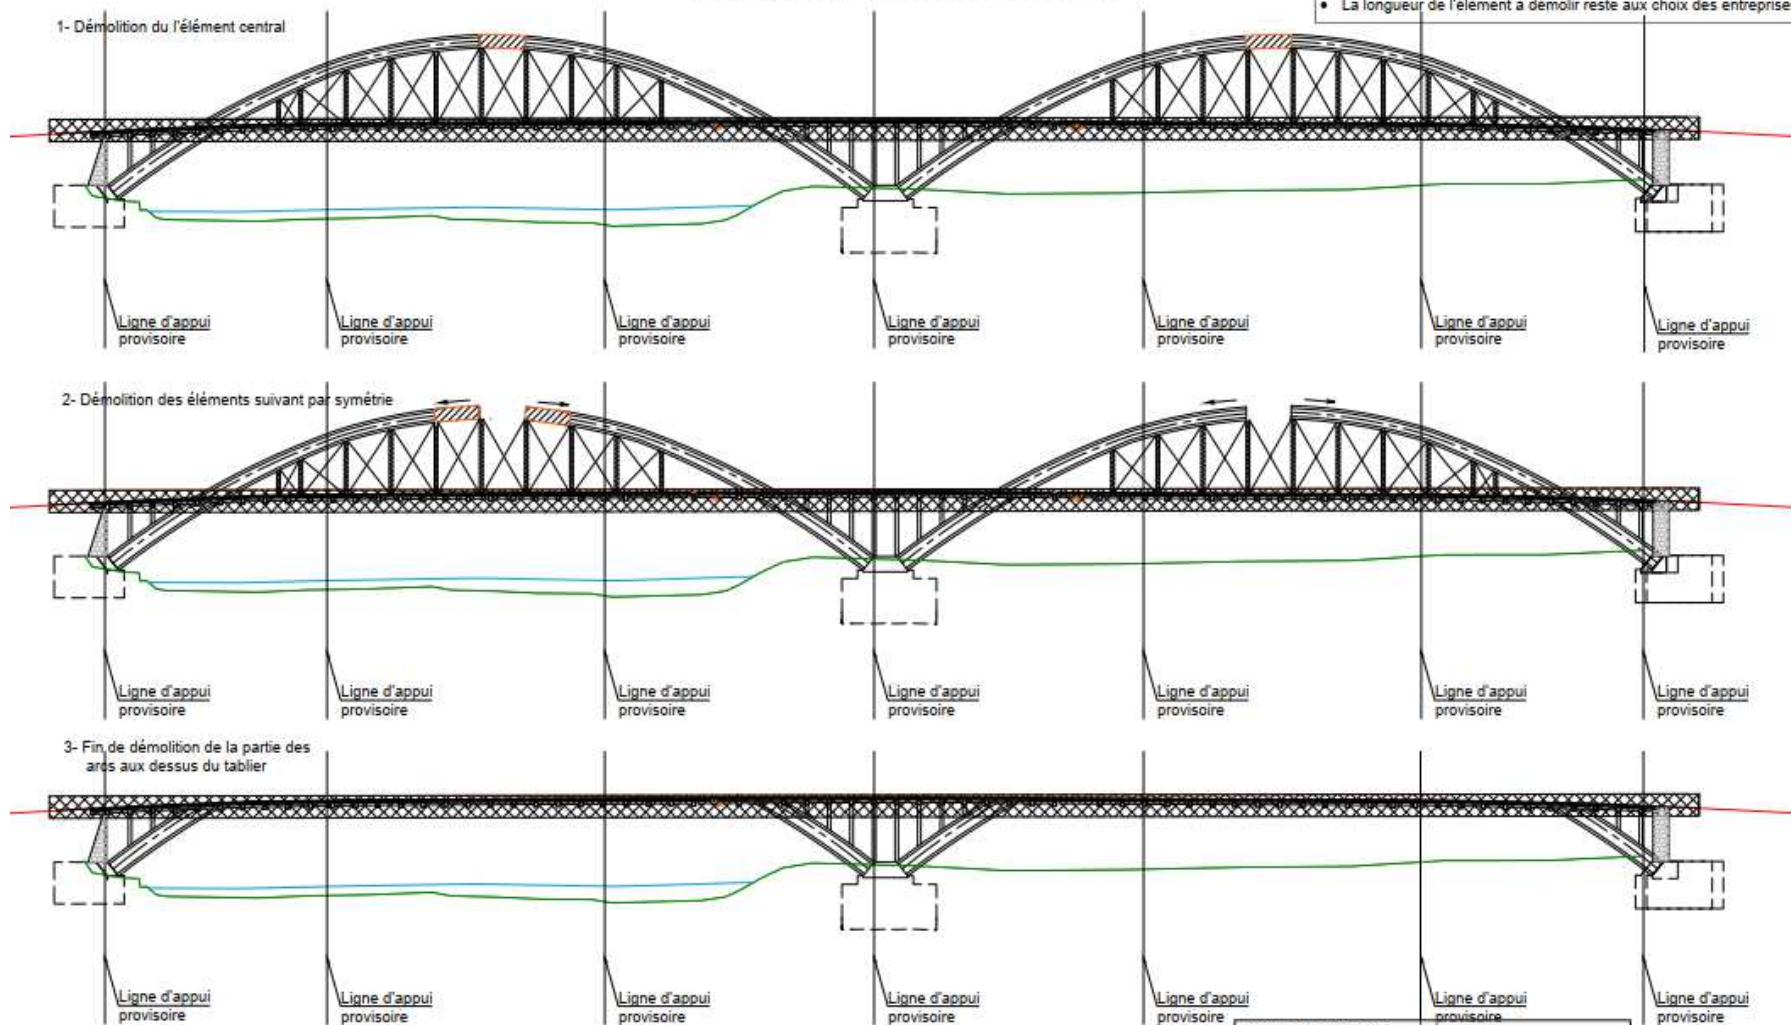 • La longueur de l'élément à démolir reste aux choix des entreprise
1- Démolition du l'élément central
Ligne d'appui
provisoire
Ligne d'appui
provisoire
Ligne d'appui
provisoire
Ligne d'appui
provisoire
Ligne d'appui
provisoire
Ligne d'appui
provisoire
Ligne d'appui
provisoire
2- Démolition des éléments suivant par symétrie
Ligne d'appui
provisoire
Ligne d'appui
provisoire
Ligne d'appui
provisoire
Ligne d'appui
provisoire
Ligne d'appui
provisoire
Ligne d'appui
provisoire
Ligne d'appui
provisoire
3- Fin de démolition de la partie des
arcs aux dessus du tablier
Ligne d'appui
provisoire
Ligne d'appui
provisoire
Ligne d'appui
provisoire
Ligne d'appui
provisoire
Ligne d'appui
provisoire
Ligne d'appui
provisoire
Ligne d'appui
provisoire